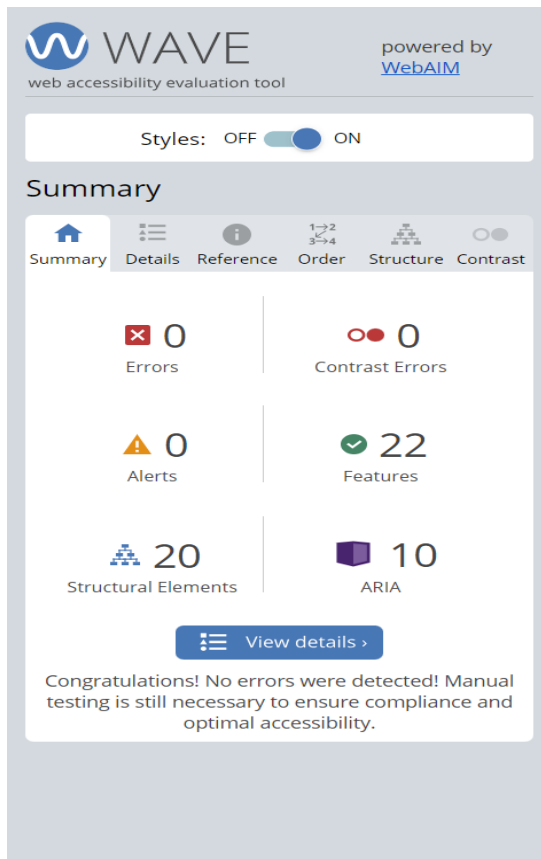 WAVE
web accessibility evaluation tool
powered by
WebAIM
Styles: OFF ON
Summary
Summary Details Reference Order Structure Contrast
1→2
3→4
0 0
Errors Contrast Errors
0 22
Alerts Features
20 10
Structural Elements ARIA
View details ›
Congratulations! No errors were detected! Manual
testing is still necessary to ensure compliance and
optimal accessibility.